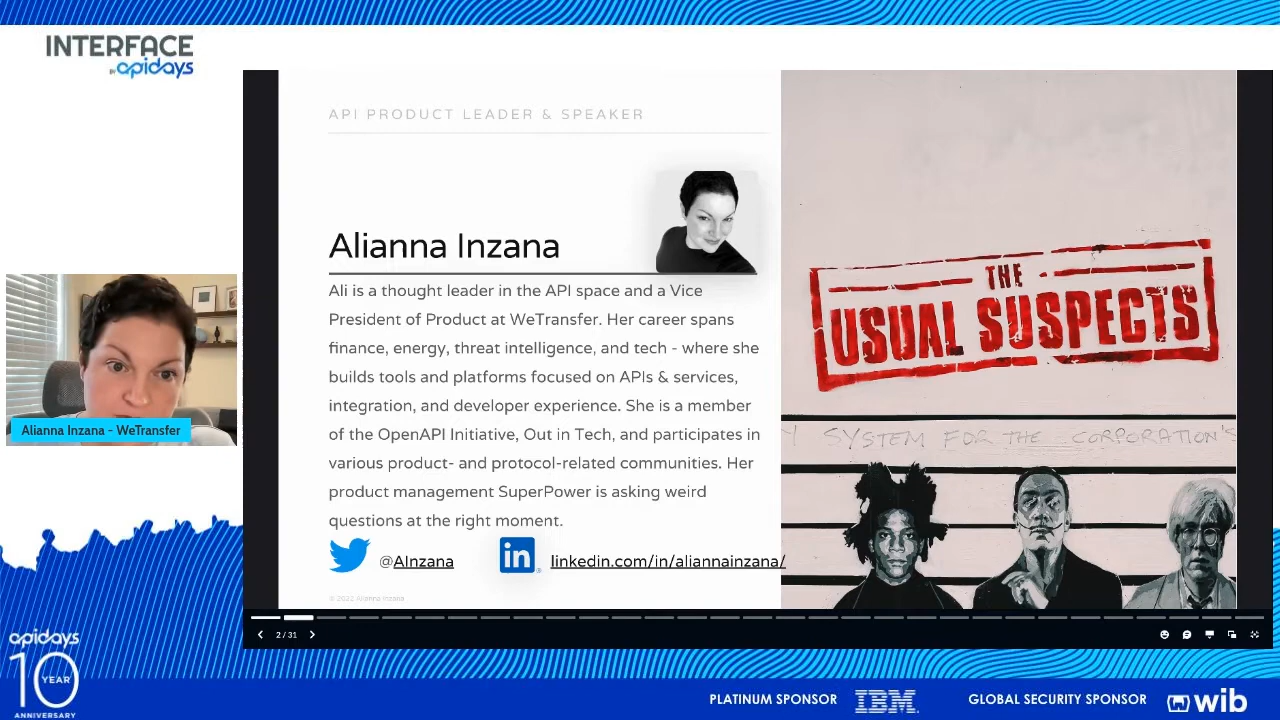 INTERFACE
BY apidays
API PRODUCT LEADER & SPEAKER
Alianna Inzana
Ali is a thought leader in the API space and a Vice
President of Product at WeTransfer. Her career spans
finance, energy, threat intelligence, and tech - where she
builds tools and platforms focused on APIs & services,
integration, and developer experience. She is a member
of the OpenAPI Initiative, Out in Tech, and participates in
various product- and protocol-related communities. Her
product management SuperPower is asking weird
questions at the right moment.
@AInzana
in
linkedin.com/in/aliannainzana/
© 2022 Alianna Inzana
THE
USUAL SUSPECTS
Y SYSTEM FOR THE CORPORATION'S
Alianna Inzana - WeTransfer
2 / 31
apidays
10
YEAR
ANNIVERSARY
PLATINUM SPONSOR
IBM
GLOBAL SECURITY SPONSOR
wib